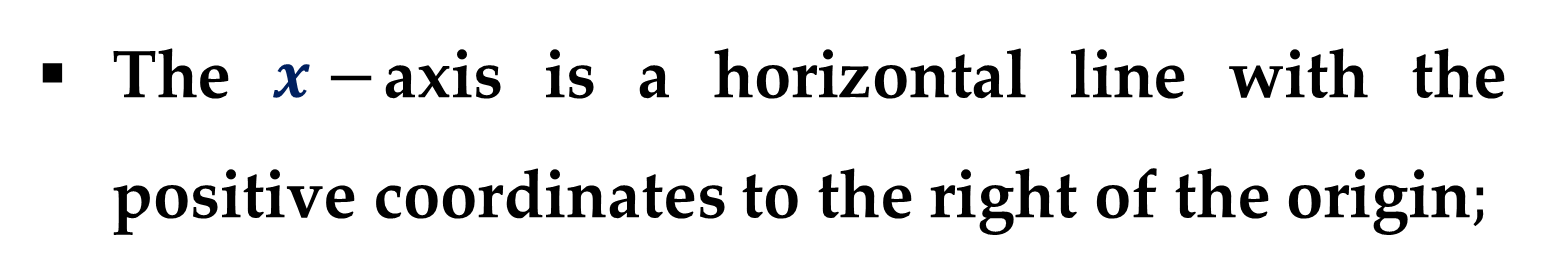 ▪ The x −axis is a horizontal line with the
positive coordinates to the right of the origin;